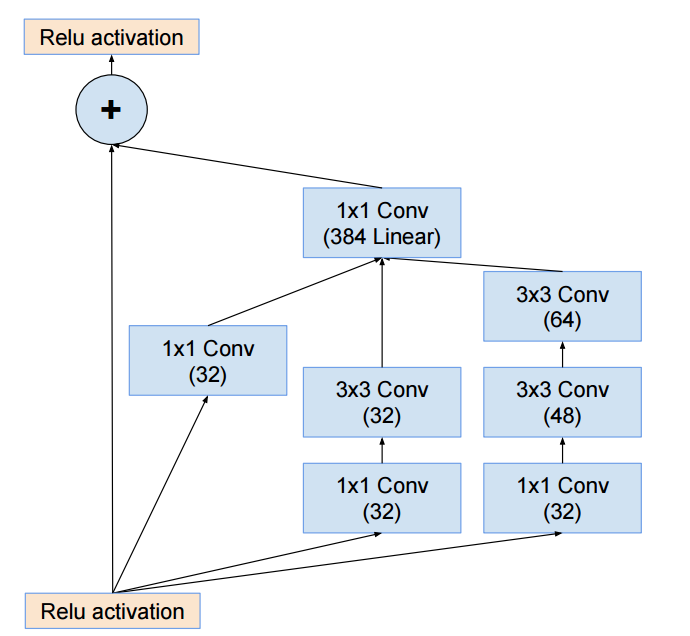 Relu activation
+
1x1 Conv
(384 Linear)
3x3 Conv
(64)
1x1 Conv
(32)
3x3 Conv
(32)
3x3 Conv
(48)
1x1 Conv
(32)
1x1 Conv
(32)
Relu activation